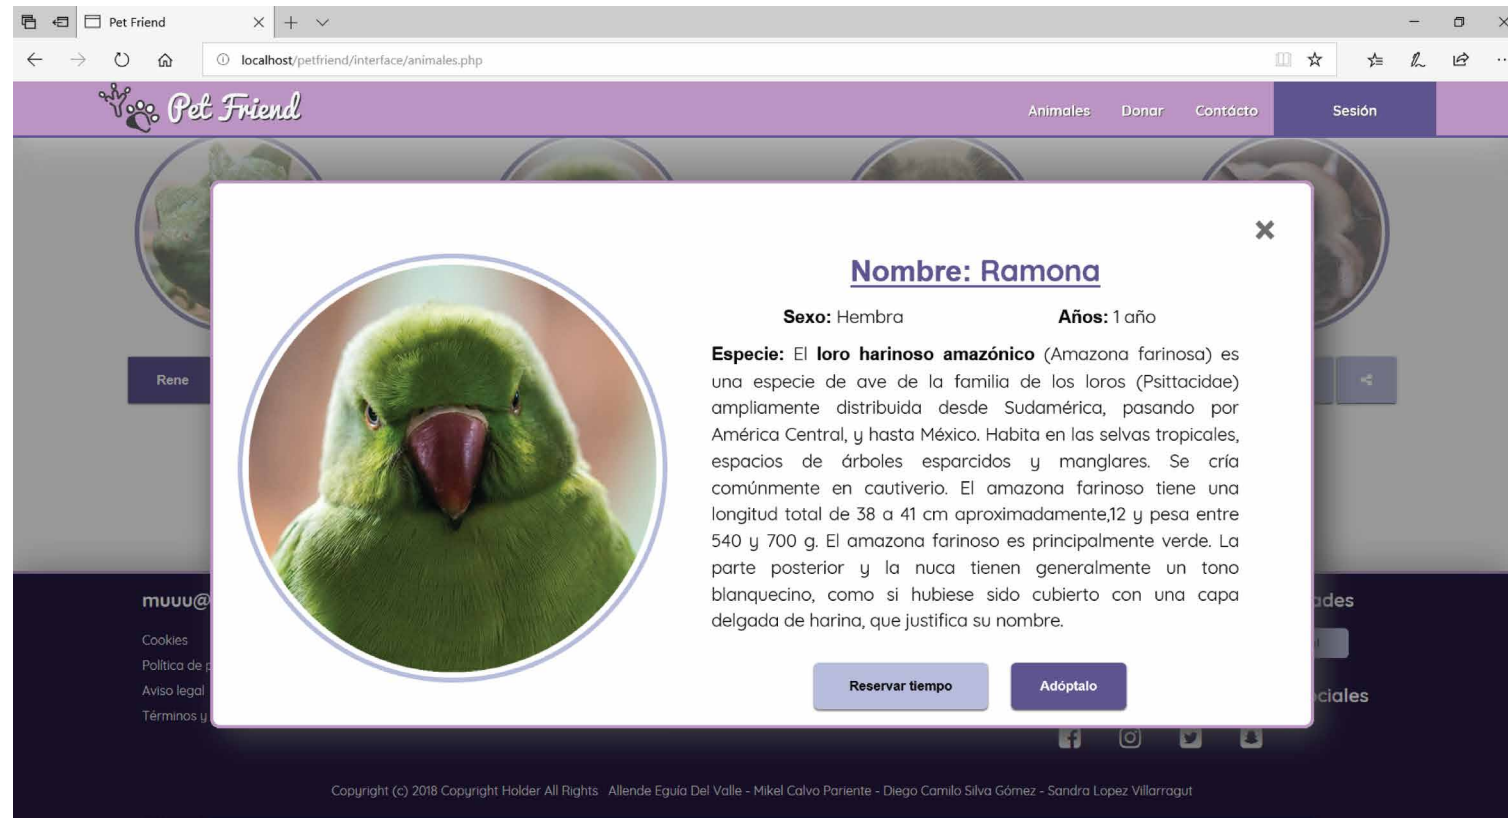 Pet Friend
localhost/petfriend/interface/animales.php
Pet Friend
Animales Donar Contácto Sesión
Nombre: Ramona
Sexo: Hembra Años: 1 año
Especie: El loro harinoso amazónico (Amazona farinosa) es
una especie de ave de la familia de los loros (Psittacidae)
ampliamente distribuida desde Sudamérica, pasando por
América Central, y hasta México. Habita en las selvas tropicales,
espacios de árboles esparcidos y manglares. Se cría
comúnmente en cautiverio. El amazona farinoso tiene una
longitud total de 38 a 41 cm aproximadamente,12 y pesa entre
540 y 700 g. El amazona farinoso es principalmente verde. La
parte posterior y la nuca tienen generalmente un tono
blanquecino, como si hubiese sido cubierto con una capa
delgada de harina, que justifica su nombre.
Reservar tiempo Adóptalo
Rene
muuu@
Cookies
Política de p
Aviso legal
Términos y
ades
ciales
Copyright (c) 2018 Copyright Holder All Rights Allende Eguía Del Valle - Mikel Calvo Pariente - Diego Camilo Silva Gómez - Sandra Lopez Villarragut